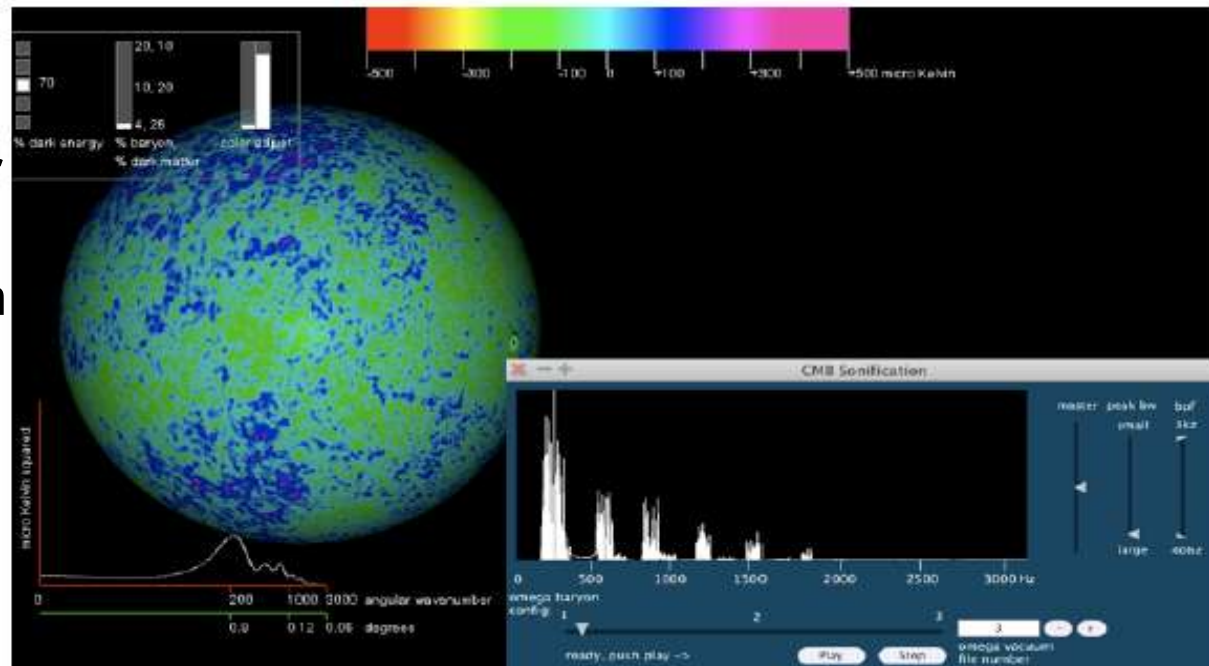 -500 -300 -100 0 +100 +300 +500 micro Kelvin
20, 10
70
10, 20
4, 26
% dark energy
% baryon,
% dark matter
color adjust
micro Kelvin squared
0 200 1000 3000 angular wavenumber
0.9 0.12 0.06 degrees
CMB Sonification
master
peak bw
small
large
0 500 1000 1500 2000 2500 3000 Hz
omega baryon
config:
1 2 3
3
- +
ready, push play ->
Play
Stop
omega vacuum
file number